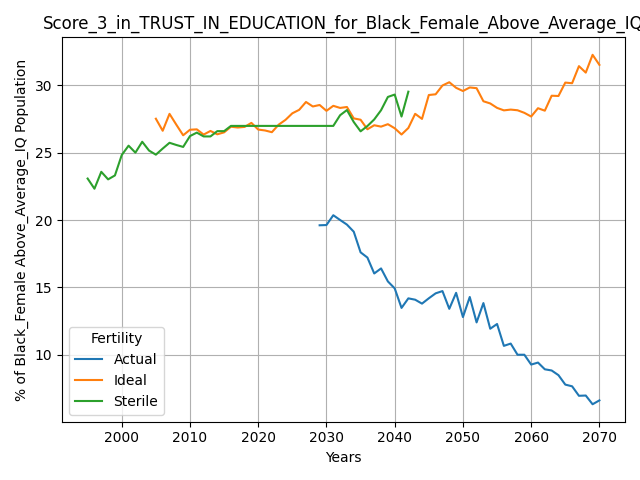 Score_3_in_TRUST_IN_EDUCATION_for_Black_Female_Above_Average_IQ
% of Black_Female Above_Average_IQ Population
30
25
20
15
10
Fertility
Actual
Ideal
Sterile
2000 2010 2020 2030 2040 2050 2060 2070
Years